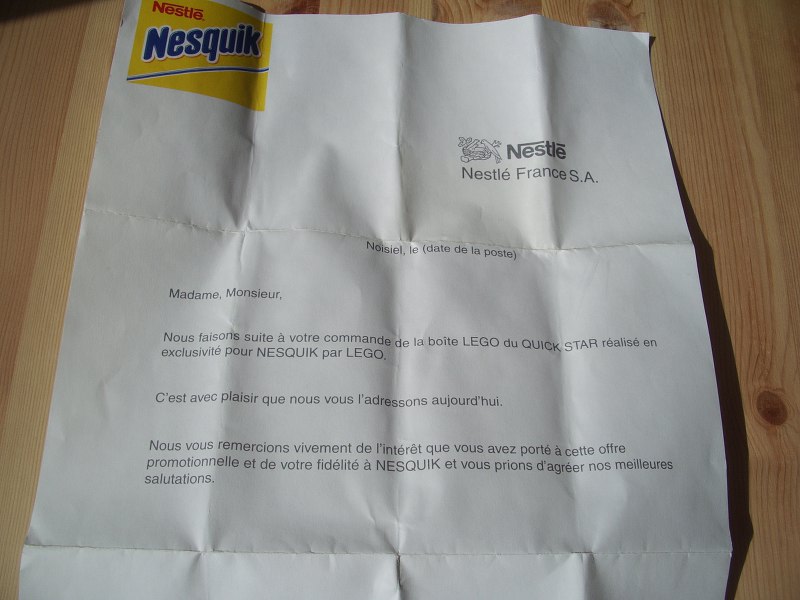 Nestlé
Nesquik
Nestlé
Nestlé France S.A.
Noisiel, le (date de la poste)
Madame, Monsieur,
Nous faisons suite à votre commande de la boîte LEGO du QUICK STAR réalisé en
exclusivité pour NESQUIK par LEGO.
C'est avec plaisir que nous vous l'adressons aujourd'hui.
Nous vous remercions vivement de l'intérêt que vous avez porté à cette offre
promotionnelle et de votre fidélité à NESQUIK et vous prions d'agréer nos meilleures
salutations.